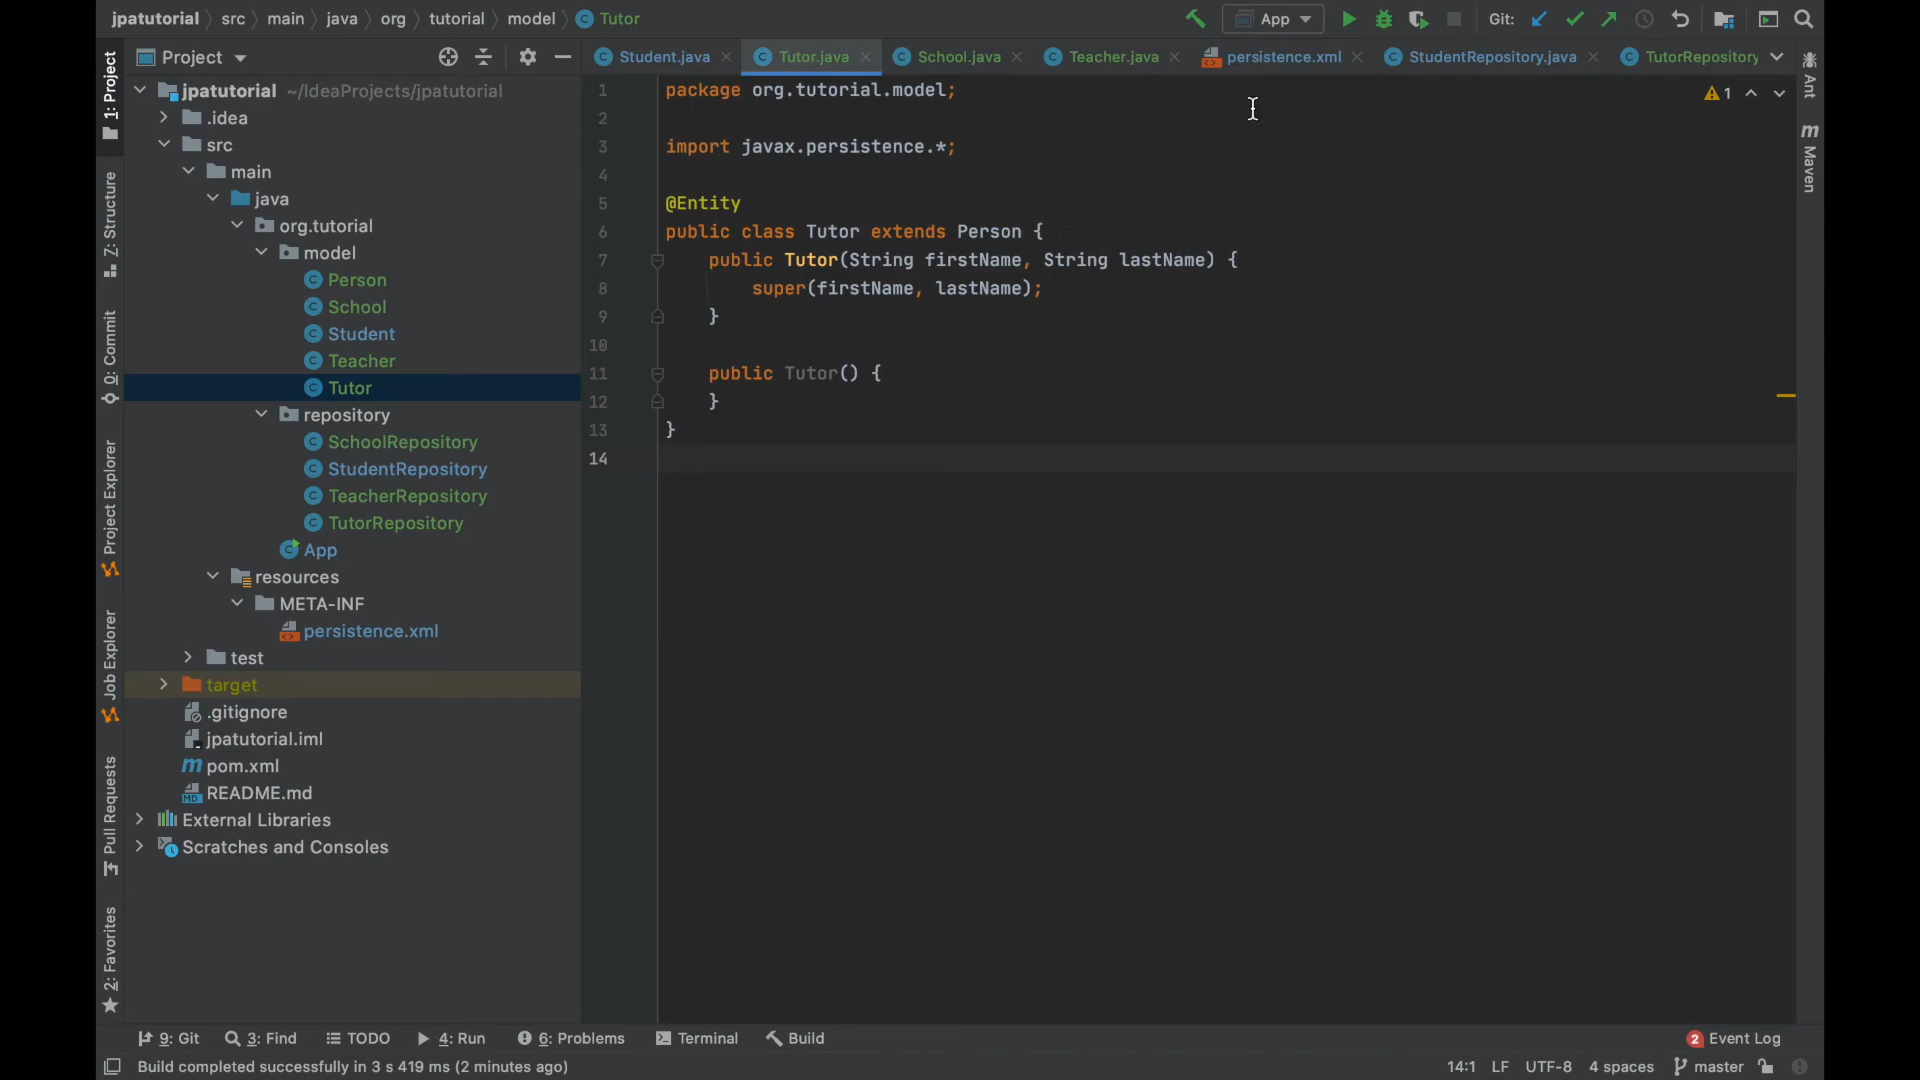 jpatutorial src main java org tutorial model Tutor
App
Git:
1: Project
Z: Structure
0: Commit
Project Explorer
Job Explorer
Pull Requests
2: Favorites
Project
jpatutorial ~/IdeaProjects/jpatutorial
.idea
src
main
java
org.tutorial
model
Person
School
Student
Teacher
Tutor
repository
SchoolRepository
StudentRepository
TeacherRepository
TutorRepository
App
resources
META-INF
persistence.xml
test
target
.gitignore
jpatutorial.iml
pom.xml
README.md
External Libraries
Scratches and Consoles
Student.java Tutor.java School.java Teacher.java persistence.xml StudentRepository.java TutorRepository
1 package org.tutorial.model;
2
3 import javax.persistence.*;
4
5 @Entity
6 public class Tutor extends Person {
7 public Tutor(String firstName, String lastName) {
8 super(firstName, lastName);
9 }
10
11 public Tutor() {
12 }
13 }
14
1
Ant
Maven
9: Git 3: Find TODO 4: Run 6: Problems Terminal Build
2 Event Log
Build completed successfully in 3 s 419 ms (2 minutes ago)
14:1 LF UTF-8 4 spaces master